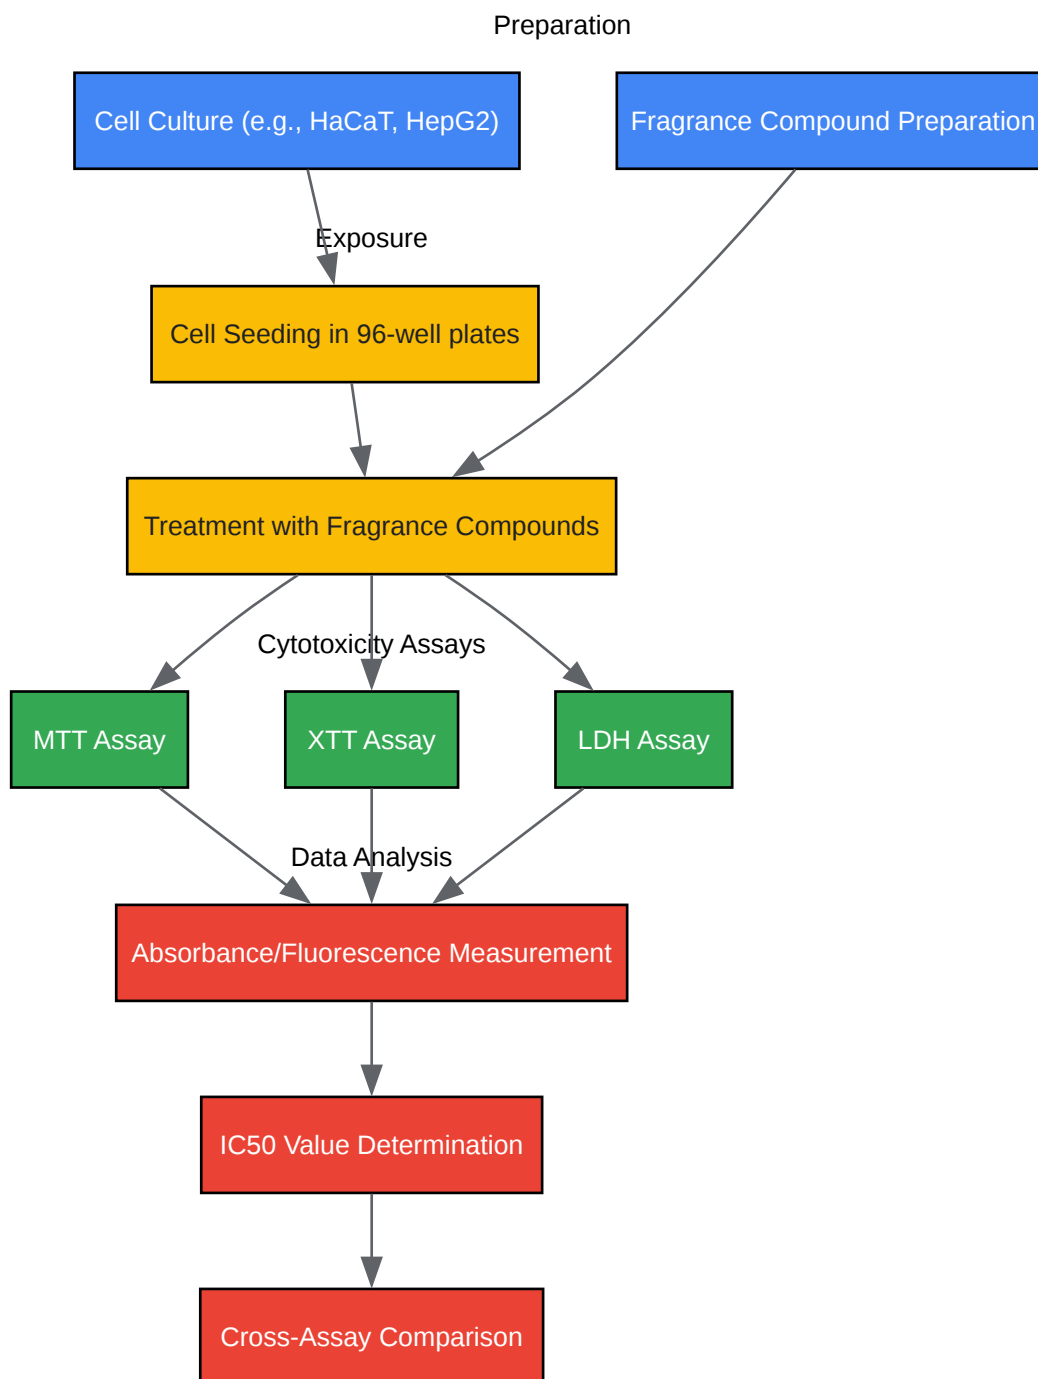 Preparation
Cell Culture (e.g., HaCaT, HepG2)
Fragrance Compound Preparation
Exposure
Cell Seeding in 96-well plates
Treatment with Fragrance Compounds
Cytotoxicity Assays
MTT Assay
XTT Assay
LDH Assay
Data Analysis
Absorbance/Fluorescence Measurement
IC50 Value Determination
Cross-Assay Comparison